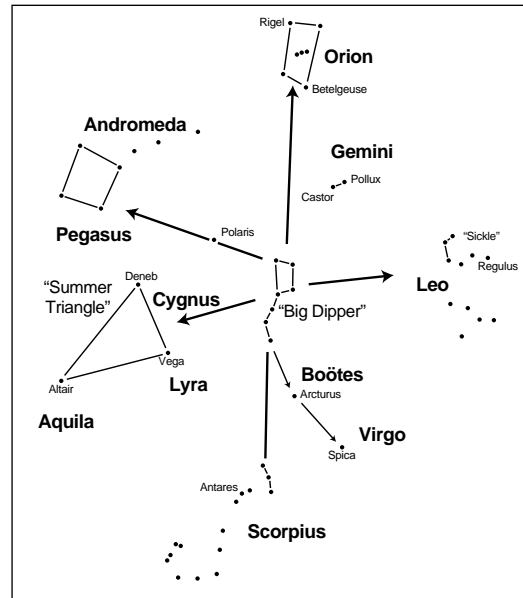 Rigel
Orion
Betelgeuse
Andromeda
Gemini
Pollux
Castor
Polaris
Pegasus
"Sickle"
Regulus
Leo
Deneb
"Summer
Triangle"
Cygnus
"Big Dipper"
Vega
Lyra
Altair
Aquila
Boötes
Arcturus
Virgo
Spica
Antares
Scorpius